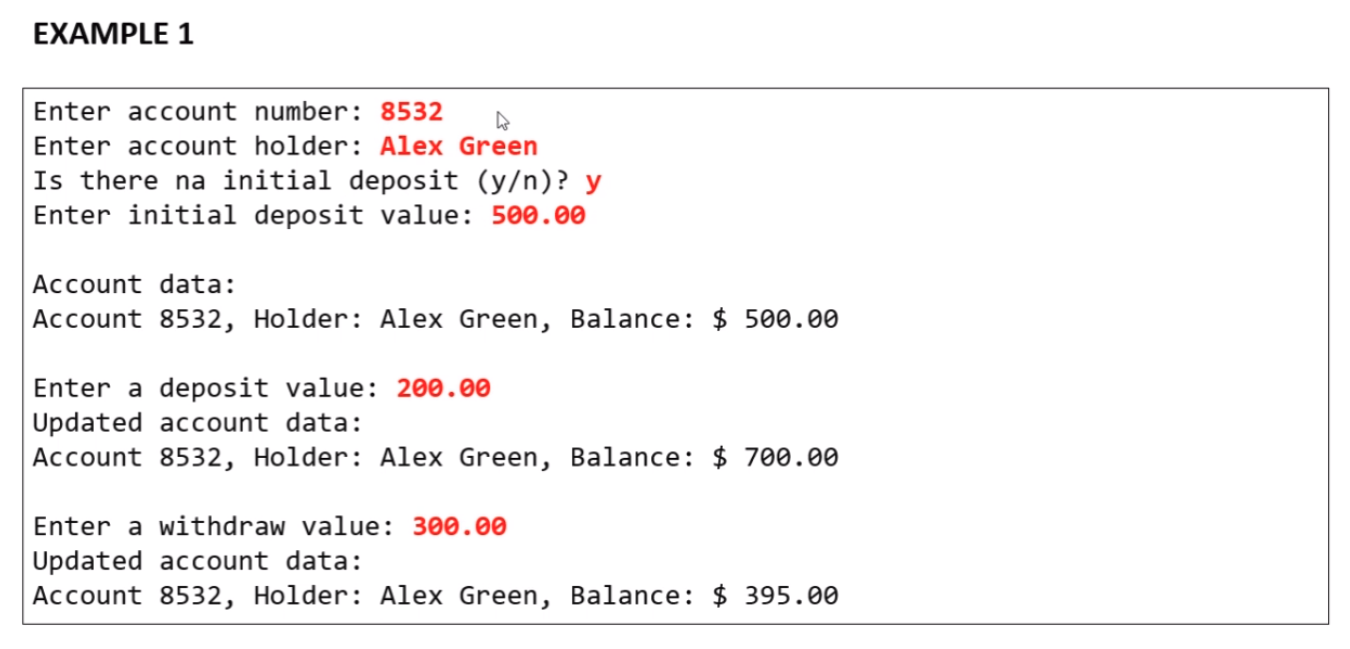 EXAMPLE 1
Enter account number: 8532
Enter account holder: Alex Green
Is there na initial deposit (y/n)? y
Enter initial deposit value: 500.00
Account data:
Account 8532, Holder: Alex Green, Balance: $ 500.00
Enter a deposit value: 200.00
Updated account data:
Account 8532, Holder: Alex Green, Balance: $ 700.00
Enter a withdraw value: 300.00
Updated account data:
Account 8532, Holder: Alex Green, Balance: $ 395.00